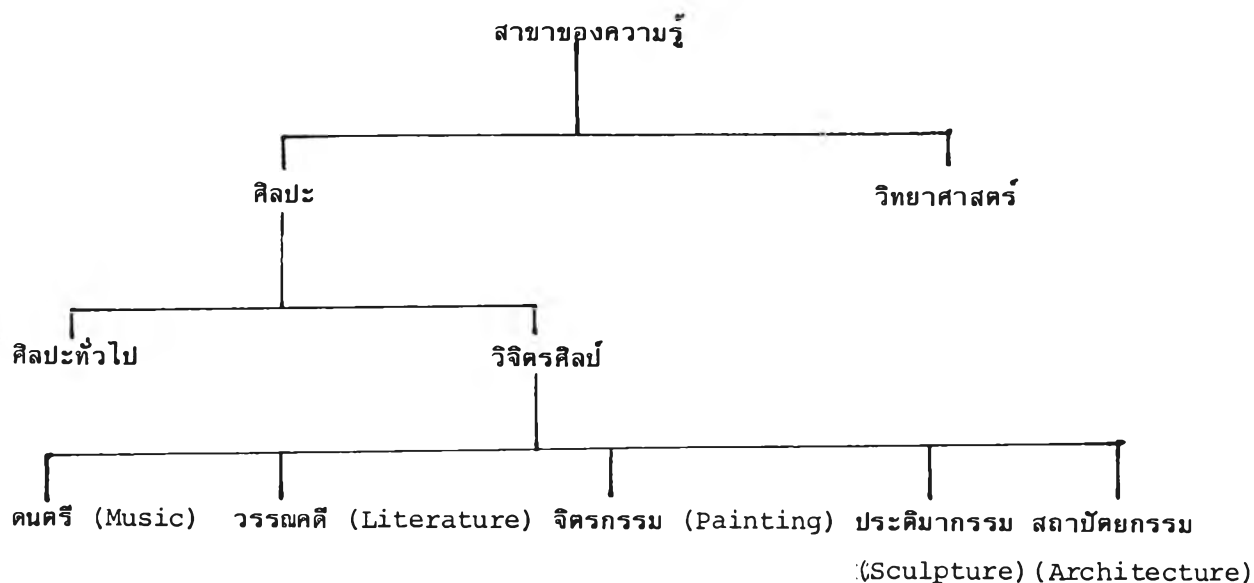 สาขาของความรู้
ศิลปะ วิทยาศาสตร์
ศิลปะทั่วไป วิจิตรศิลป์
ดนตรี (Music) วรรณคดี (Literature) จิตรกรรม (Painting) ประติมากรรม สถาปัตยกรรม
(Sculpture) (Architecture)